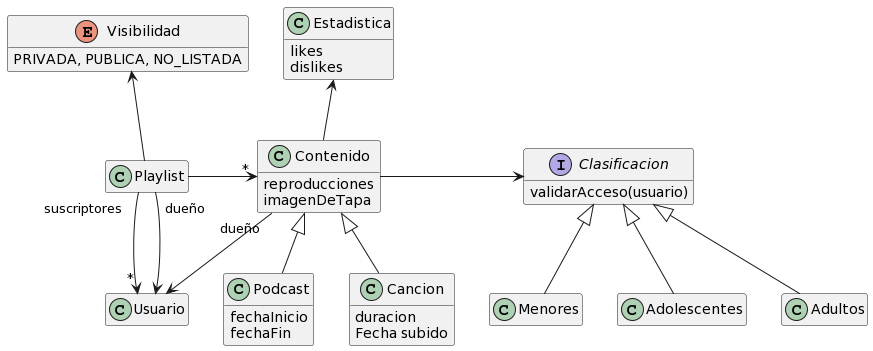 E Visibilidad
PRIVADA, PUBLICA, NO_LISTADA
C Estadistica
likes
dislikes
C Playlist
*
C Contenido
reproducciones
imagenDeTapa
I Clasificacion
validarAcceso(usuario)
suscriptores
dueño
dueño
*
C Usuario
C Podcast
fechaInicio
fechaFin
C Cancion
duracion
Fecha subido
C Menores
C Adolescentes
C Adultos